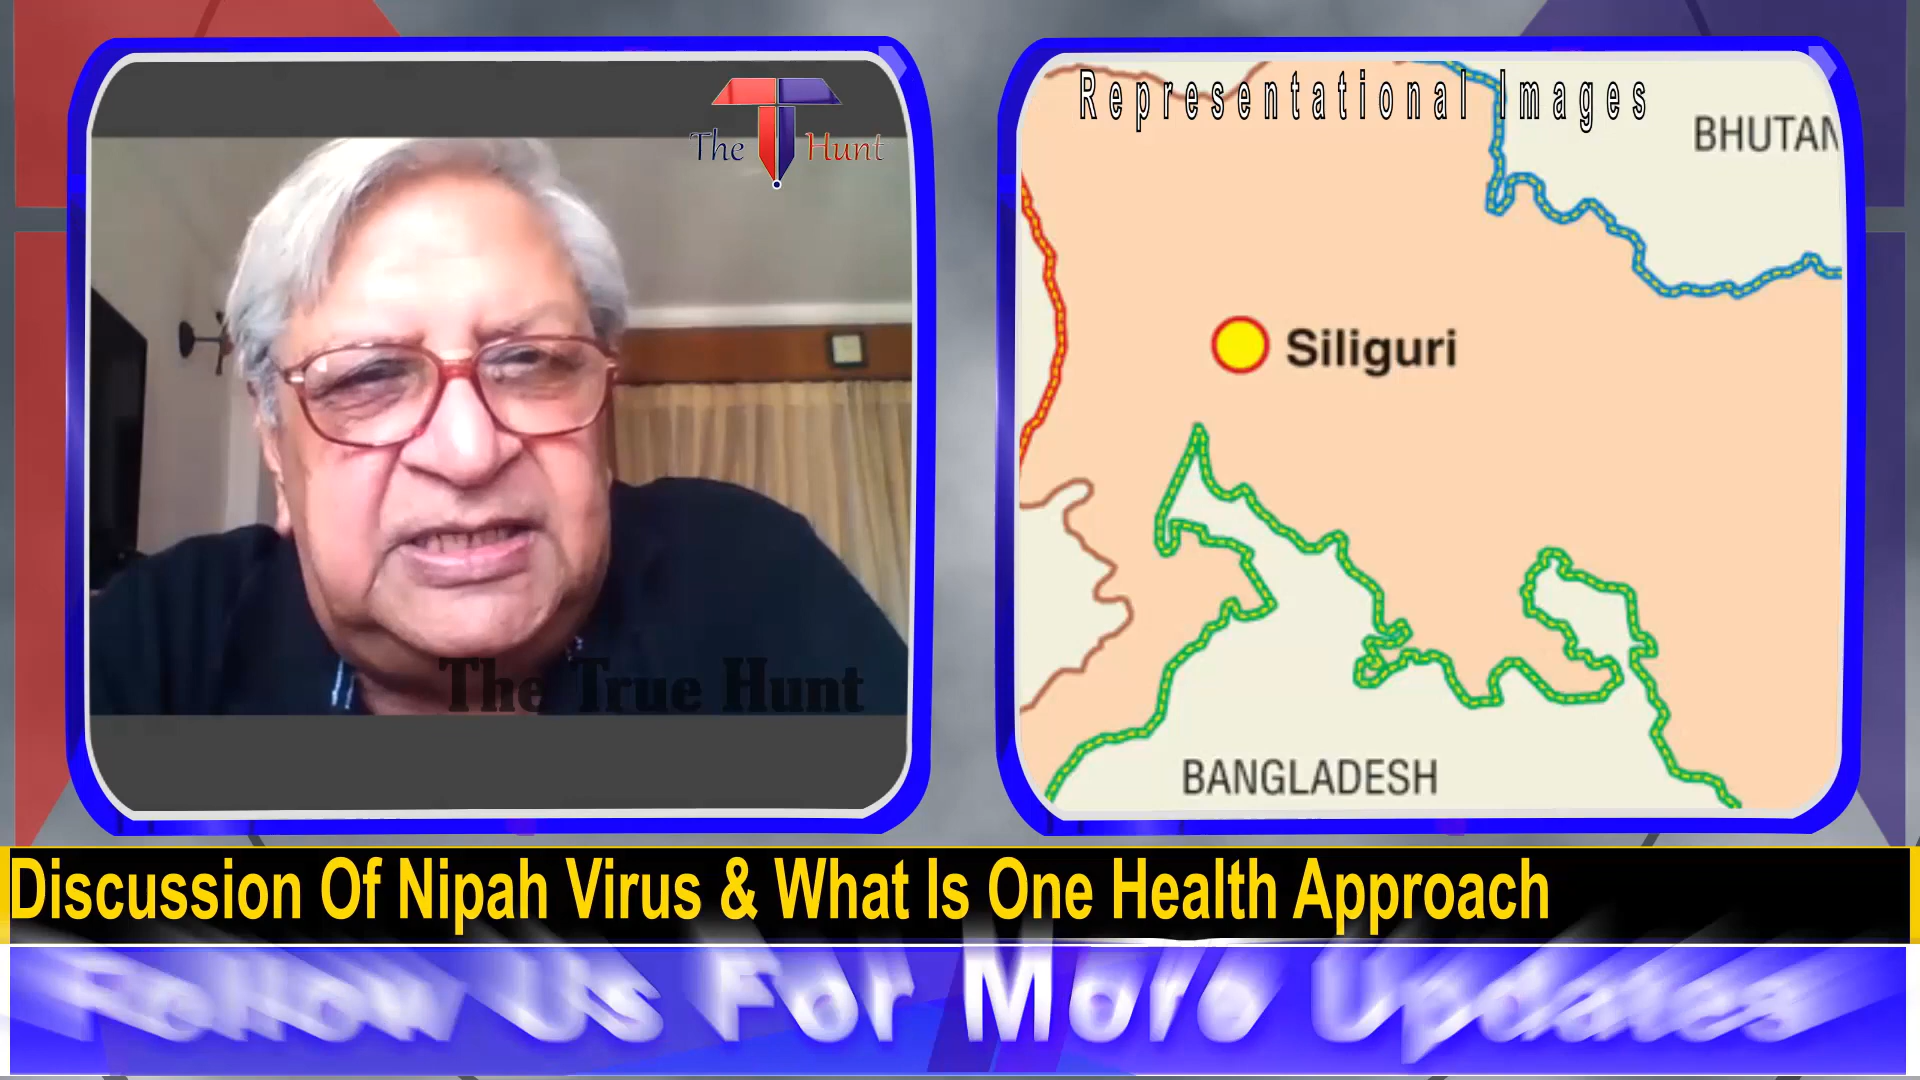 The Hunt
The True Hunt
Representational Images
BHUTAN
Siliguri
BANGLADESH
Discussion Of Nipah Virus & What Is One Health Approach
Follow Us For More Updates